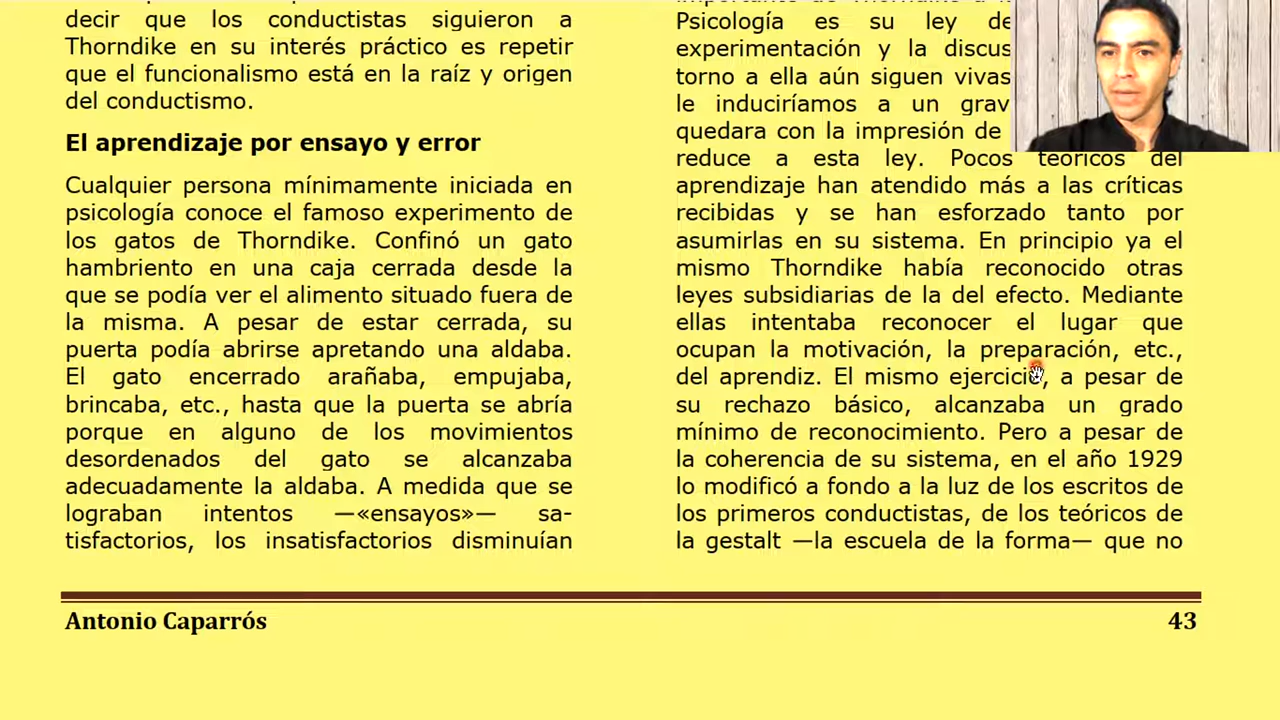 decir que los conductistas siguieron a
Thorndike en su interés práctico es repetir
que el funcionalismo está en la raíz y origen
del conductismo.
El aprendizaje por ensayo y error
Cualquier persona mínimamente iniciada en
psicología conoce el famoso experimento de
los gatos de Thorndike. Confinó un gato
hambriento en una caja cerrada desde la
que se podía ver el alimento situado fuera de
la misma. A pesar de estar cerrada, su
puerta podía abrirse apretando una aldaba.
El gato encerrado arañaba, empujaba,
brincaba, etc., hasta que la puerta se abría
porque en alguno de los movimientos
desordenados del gato se alcanzaba
adecuadamente la aldaba. A medida que se
lograban intentos —«ensayos»— sa-
tisfactorios, los insatisfactorios disminuían
Psicología es su ley de
experimentación y la discus
torno a ella aún siguen vivas
le induciríamos a un grav
quedara con la impresión de
reduce a esta ley. Pocos teóricos del
aprendizaje han atendido más a las críticas
recibidas y se han esforzado tanto por
asumirlas en su sistema. En principio ya el
mismo Thorndike había reconocido otras
leyes subsidiarias de la del efecto. Mediante
ellas intentaba reconocer el lugar que
ocupan la motivación, la preparación, etc.,
del aprendiz. El mismo ejercicio, a pesar de
su rechazo básico, alcanzaba un grado
mínimo de reconocimiento. Pero a pesar de
la coherencia de su sistema, en el año 1929
lo modificó a fondo a la luz de los escritos de
los primeros conductistas, de los teóricos de
la gestalt —la escuela de la forma— que no
Antonio Caparrós
43